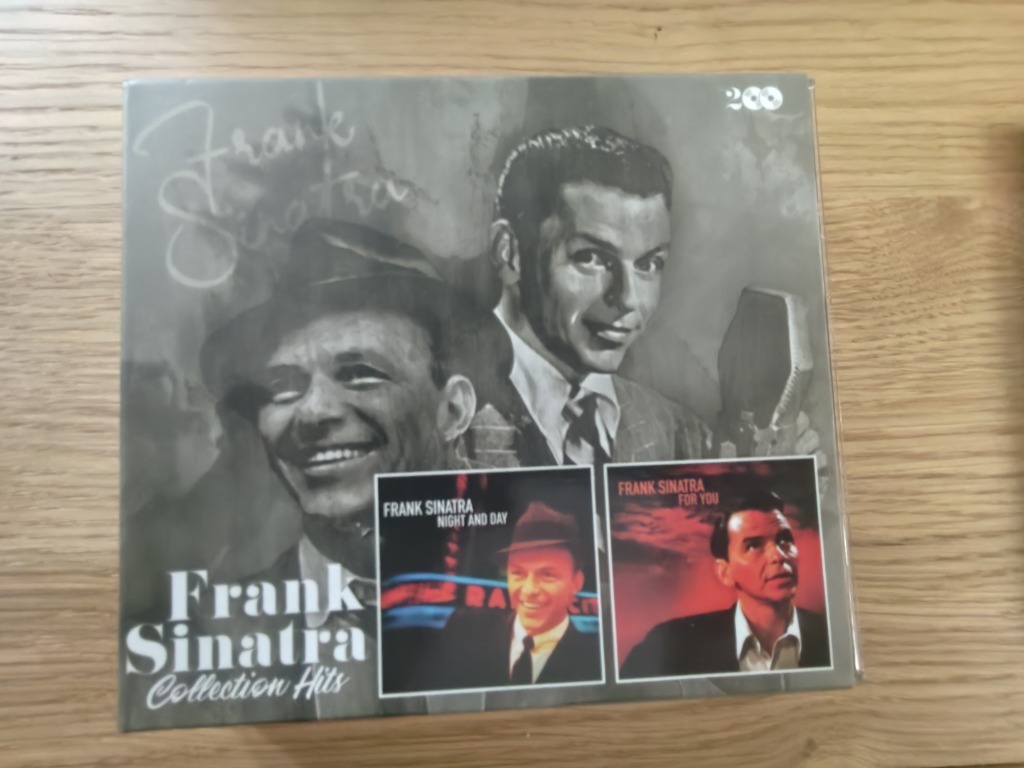 Frank
Sinatra
2CD
FRANK SINATRA
NIGHT AND DAY
FRANK SINATRA
FOR YOU
Frank
Sinatra
Collection Hits